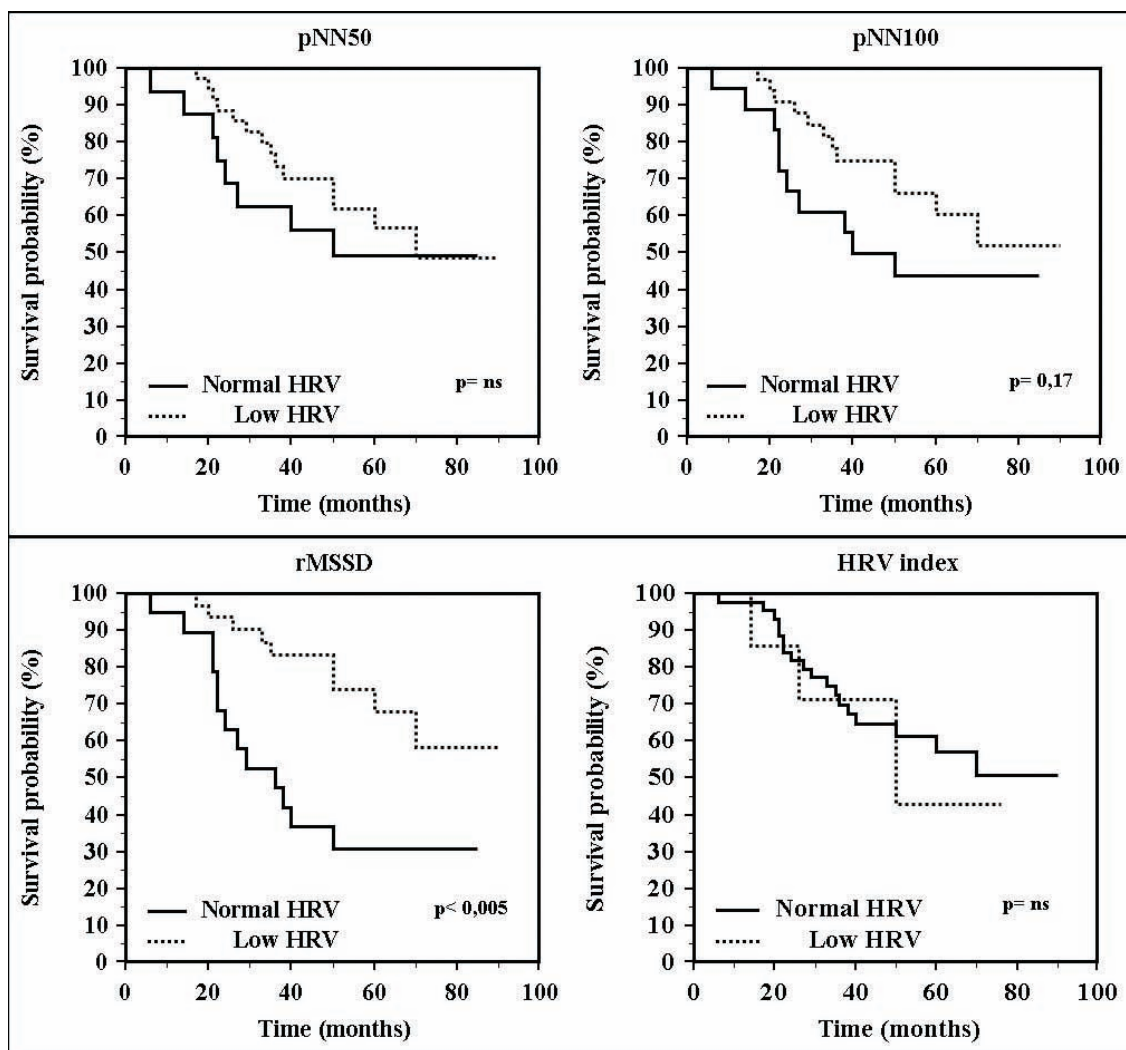 pNN50
100
90
80
70
60
50
40
30
20
10
0
Survival probability (%)
Normal HRV
Low HRV
p= ns
0 20 40 60 80 100
Time (months)
pNN100
100
90
80
70
60
50
40
30
20
10
0
Survival probability (%)
Normal HRV
Low HRV
p= 0,17
0 20 40 60 80 100
Time (months)
rMSSD
100
90
80
70
60
50
40
30
20
10
0
Survival probability (%)
Normal HRV
Low HRV
p< 0,005
0 20 40 60 80 100
Time (months)
HRV index
100
90
80
70
60
50
40
30
20
10
0
Survival probability (%)
Normal HRV
Low HRV
p= ns
0 20 40 60 80 100
Time (months)